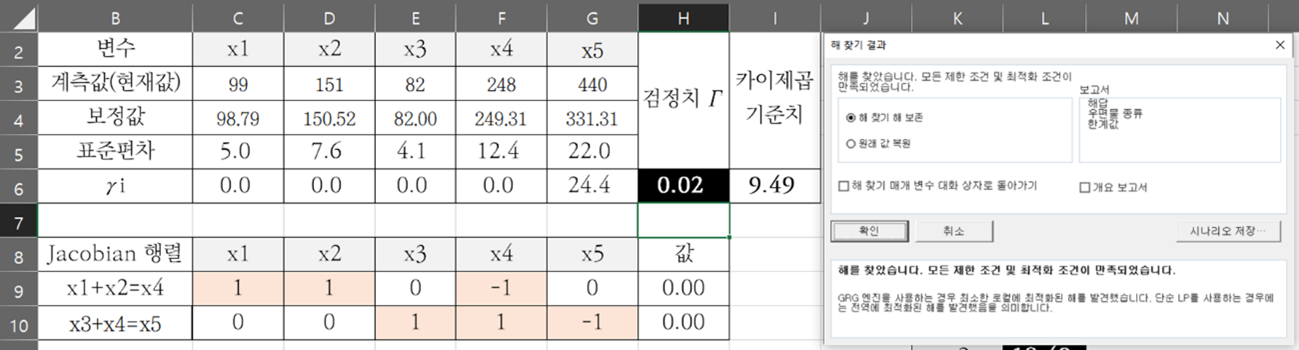 B C D E F G H I J K L M N
2 변수 x1 x2 x3 x4 x5 검정치 Γ 카이제곱 기준치
3 계측값(현재값) 99 151 82 248 440
4 보정값 98.79 150.52 82.00 249.31 331.31
5 표준편차 5.0 7.6 4.1 12.4 22.0
6 γi 0.0 0.0 0.0 0.0 24.4 0.02 9.49
7
8 Jacobian 행렬 x1 x2 x3 x4 x5 값
9 x1+x2=x4 1 1 0 -1 0 0.00
10 x3+x4=x5 0 0 1 1 -1 0.00
해 찾기 결과
해를 찾았습니다. 모든 제한 조건 및 최적화 조건이
만족되었습니다.
보고서
해답
우편물 종류
한계값
해 찾기 해 보존
원래 값 복원
해 찾기 매개 변수 대화 상자로 돌아가기
개요 보고서
확인
취소
시나리오 저장...
해를 찾았습니다. 모든 제한 조건 및 최적화 조건이 만족되었습니다.
GRG 엔진을 사용하는 경우 최소한 로컬에 최적화된 해를 발견했습니다. 단순 LP를 사용하는 경우에
는 전역에 최적화된 해를 발견했음을 의미합니다.